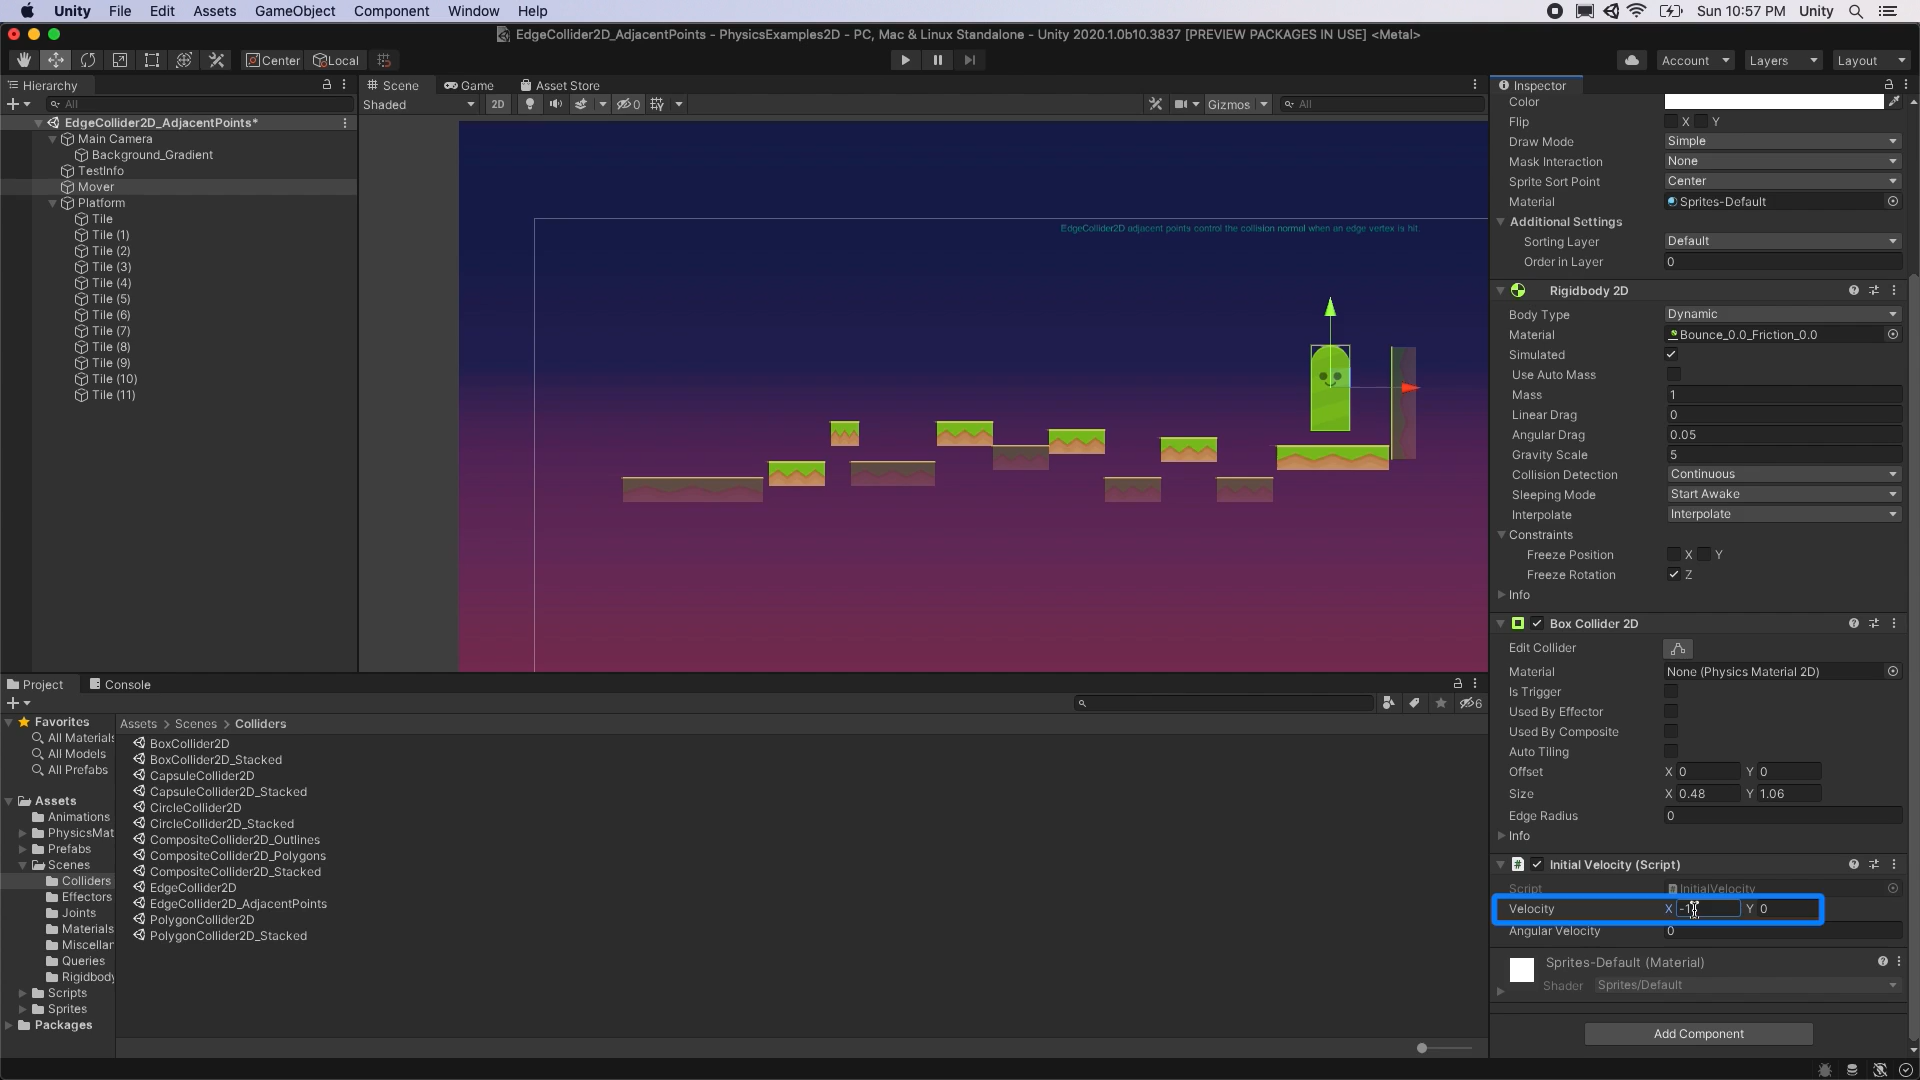 Unity File Edit Assets GameObject Component Window Help
Sun 10:57 PM Unity
EdgeCollider2D_AdjacentPoints - PhysicsExamples2D - PC, Mac & Linux Standalone - Unity 2020.1.0b10.3837 [PREVIEW PACKAGES IN USE] <Metal>
Center Local
Account Layers Layout
Hierarchy
All
EdgeCollider2D_AdjacentPoints*
Main Camera
Background_Gradient
TestInfo
Mover
Platform
Tile
Tile (1)
Tile (2)
Tile (3)
Tile (4)
Tile (5)
Tile (6)
Tile (7)
Tile (8)
Tile (9)
Tile (10)
Tile (11)
Scene Game Asset Store
Shaded 2D 0 Gizmos All
EdgeCollider2D adjacent points control the collision normal when an edge vertex is hit.
Project Console
6
Favorites
All Materials
All Models
All Prefabs
Assets
Animations
PhysicsMat
Prefabs
Scenes
Colliders
Effectors
Joints
Materials
Miscellar
Queries
Rigidbody
Scripts
Sprites
Packages
Assets > Scenes > Colliders
BoxCollider2D
BoxCollider2D_Stacked
CapsuleCollider2D
CapsuleCollider2D_Stacked
CircleCollider2D
CircleCollider2D_Stacked
CompositeCollider2D_Outlines
CompositeCollider2D_Polygons
CompositeCollider2D_Stacked
EdgeCollider2D
EdgeCollider2D_AdjacentPoints
PolygonCollider2D
PolygonCollider2D_Stacked
Inspector
Color
Flip X Y
Draw Mode Simple
Mask Interaction None
Sprite Sort Point Center
Material Sprites-Default
Additional Settings
Sorting Layer Default
Order in Layer 0
Rigidbody 2D
Body Type Dynamic
Material Bounce_0.0_Friction_0.0
Simulated
Use Auto Mass
Mass 1
Linear Drag 0
Angular Drag 0.05
Gravity Scale 5
Collision Detection Continuous
Sleeping Mode Start Awake
Interpolate Interpolate
Constraints
Freeze Position X Y
Freeze Rotation Z
Info
Box Collider 2D
Edit Collider
Material None (Physics Material 2D)
Is Trigger
Used By Effector
Used By Composite
Auto Tiling
Offset X 0 Y 0
Size X 0.48 Y 1.06
Edge Radius 0
Info
Initial Velocity (Script)
Script InitialVelocity
Velocity X Y 0
Angular Velocity 0
Sprites-Default (Material)
Shader Sprites/Default
Add Component